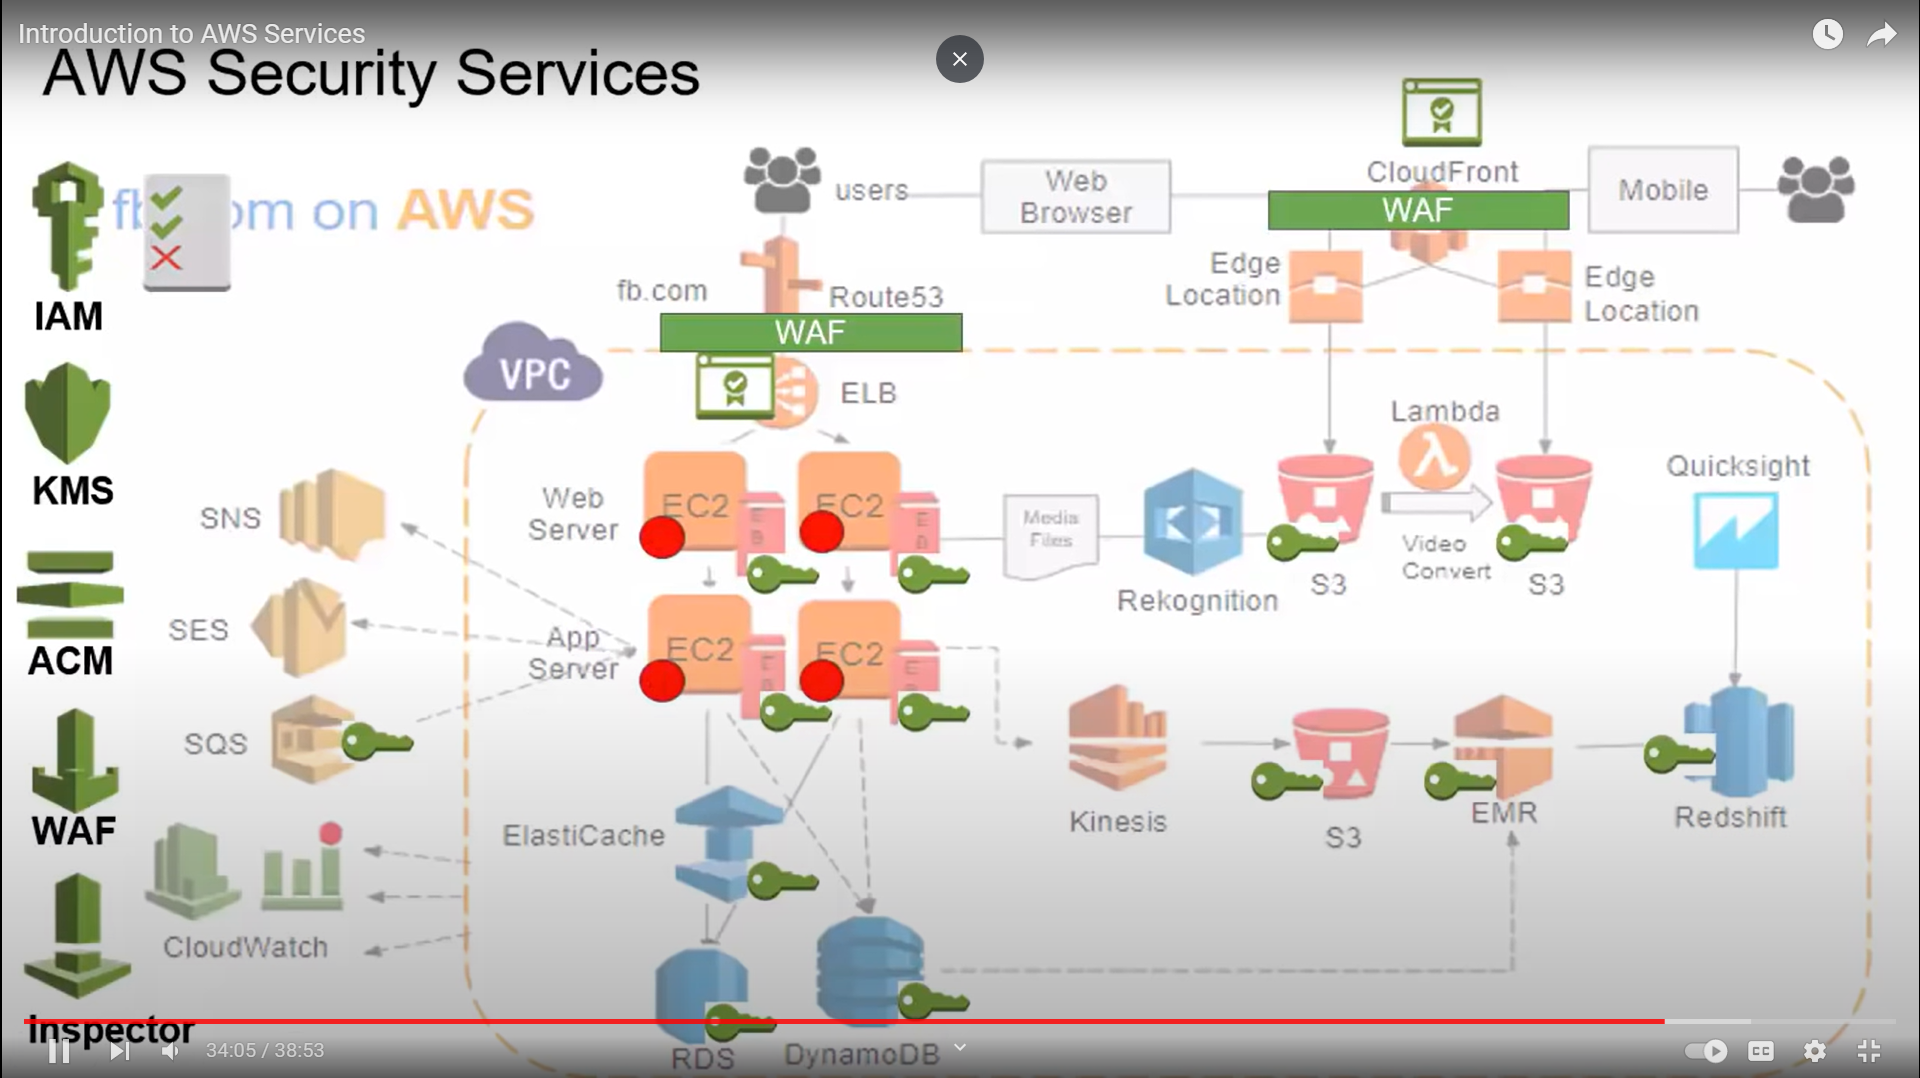 Introduction to AWS Services
AWS Security Services
CloudFront
users
Web
Browser
WAF
Mobile
IAM
on AWS
fb.com
Route53
Edge
Location
Edge
Location
WAF
VPC
ELB
Lambda
KMS
Quicksight
SNS
Web
Server
EC2
E
B
EC2
E
B
Media
Files
Rekognition
S3
Video
Convert
S3
ACM
SES
App
Server
EC2
E
B
EC2
E
SQS
WAF
ElastiCache
Kinesis
S3
EMR
Redshift
CloudWatch
Inspector
34:05 / 38:53
CC
RDS
DynamoDB